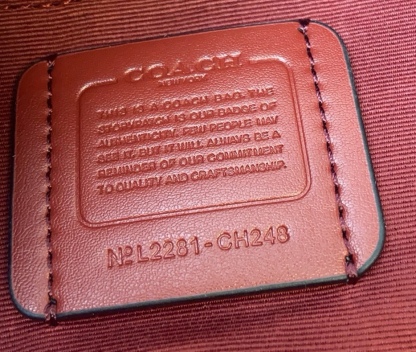 COACH
NEW YORK
THIS IS A COACH BAG. THE
STORYPATCH IS OUR BADGE OF
AUTHENTICITY. FEW PEOPLE MAY
SEE IT, BUT IT WILL ALWAYS BE A
REMINDER OF OUR COMMITMENT
TO QUALITY AND CRAFTSMANSHIP.
Nº L2281-CH248